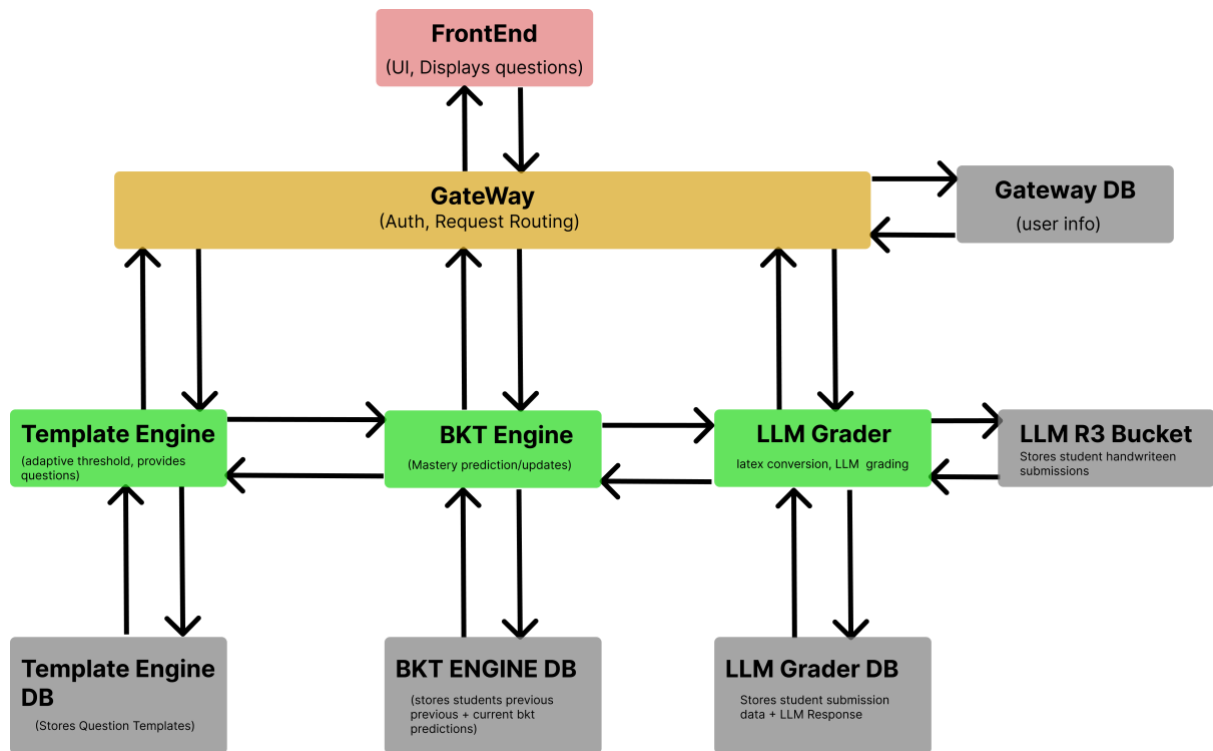 FrontEnd
(UI, Displays questions)
GateWay
(Auth, Request Routing)
Gateway DB
(user info)
Template Engine
(adaptive threshold, provides
questions)
BKT Engine
(Mastery prediction/updates)
LLM Grader
latex conversion, LLM grading
LLM R3 Bucket
Stores student handwriteen
submissions
Template Engine
DB
(Stores Question Templates)
BKT ENGINE DB
(stores students previous
previous + current bkt
predictions)
LLM Grader DB
Stores student submission
data + LLM Response